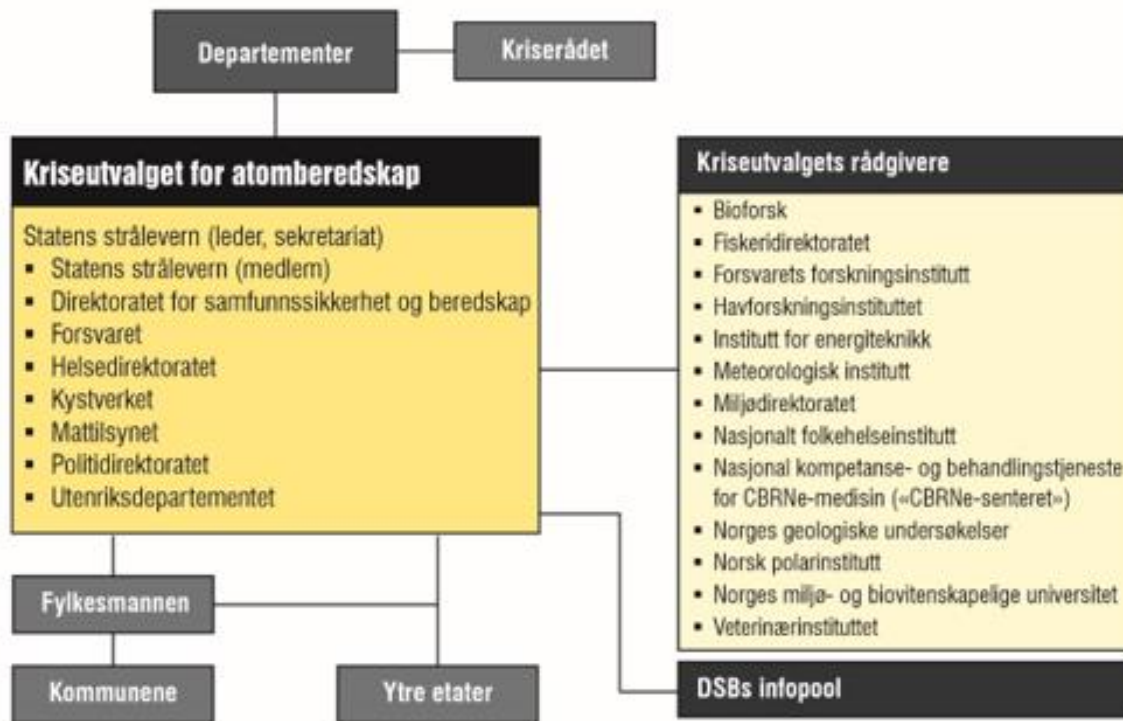 Departementer
Kriserådet
Kriseutvalget for atomberedskap
Statens strålevern (leder, sekretariat)
▪ Statens strålevern (medlem)
▪ Direktoratet for samfunnssikkerhet og beredskap
▪ Forsvaret
▪ Helsedirektoratet
▪ Kystverket
▪ Mattilsynet
▪ Politidirektoratet
▪ Utenriksdepartementet
Kriseutvalgets rådgivere
▪ Bioforsk
▪ Fiskeridirektoratet
▪ Forsvarets forskningsinstitutt
▪ Havforskningsinstituttet
▪ Institutt for energiteknikk
▪ Meteorologisk institutt
▪ Miljødirektoratet
▪ Nasjonalt folkehelseinstitutt
▪ Nasjonal kompetanse- og behandlingstjeneste
for CBRNe-medisin («CBRNe-senteret»)
▪ Norges geologiske undersøkelser
▪ Norsk polarinstitutt
▪ Norges miljø- og biovitenskapelige universitet
▪ Veterinærinstituttet
Fylkesmannen
Kommunene
Ytre etater
DSBs infopool